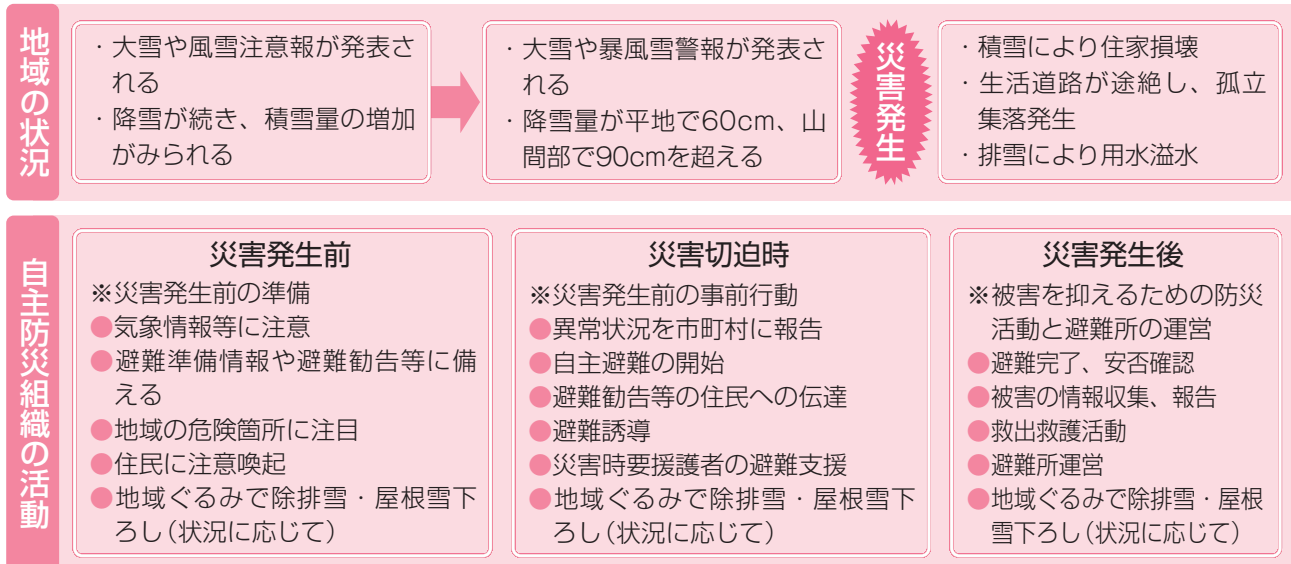 地域の状況
・大雪や風雪注意報が発表さ
れる
・降雪が続き、積雪量の増加
がみられる
・大雪や暴風雪警報が発表さ
れる
・降雪量が平地で60cm、山
間部で90cmを超える
災害発生
・積雪により住家損壊
・生活道路が途絶し、孤立
集落発生
・排雪により用水溢水
自主防災組織の活動
災害発生前
※災害発生前の準備
●気象情報等に注意
●避難準備情報や避難勧告等に備
える
●地域の危険箇所に注目
●住民に注意喚起
●地域ぐるみで除排雪・屋根雪下
ろし(状況に応じて)
災害切迫時
※災害発生前の事前行動
●異常状況を市町村に報告
●自主避難の開始
●避難勧告等の住民への伝達
●避難誘導
●災害時要援護者の避難支援
●地域ぐるみで除排雪・屋根雪下
ろし(状況に応じて)
災害発生後
※被害を抑えるための防災
活動と避難所の運営
●避難完了、安否確認
●被害の情報収集、報告
●救出救護活動
●避難所運営
●地域ぐるみで除排雪・屋根
雪下ろし(状況に応じて)